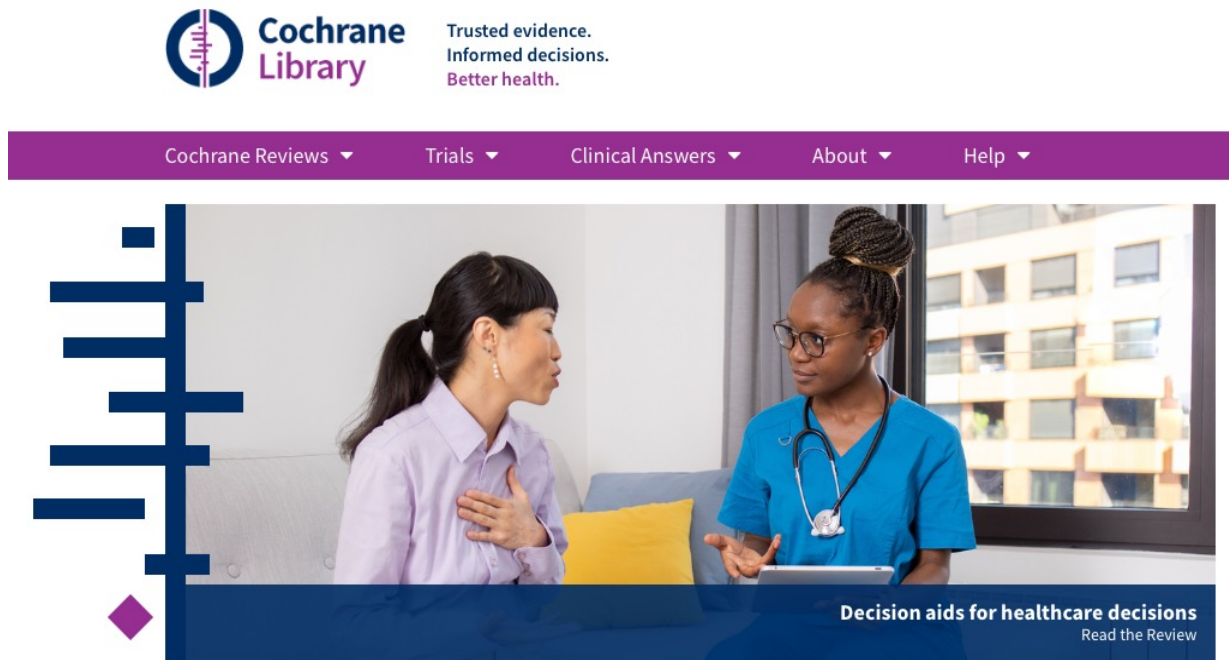 Cochrane
Library
Trusted evidence.
Informed decisions.
Better health.
Cochrane Reviews
Trials
Clinical Answers
About
Help
Decision aids for healthcare decisions
Read the Review